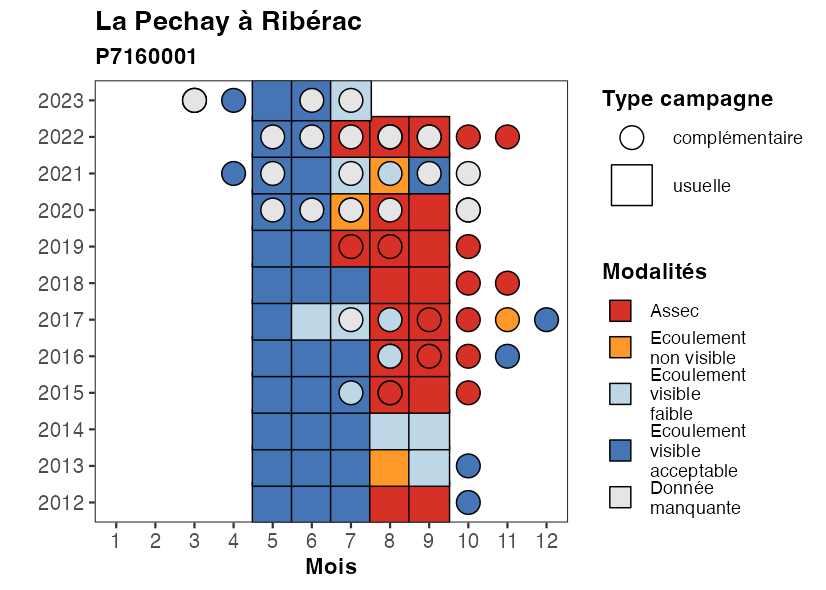 La Pechay à Ribérac
P7160001
2023
2022
2021
2020
2019
2018
2017
2016
2015
2014
2013
2012
1 2 3 4 5 6 7 8 9 10 11 12
Mois
Type campagne
complémentaire
usuelle
Modalités
Assec
Ecoulement
non visible
Ecoulement
visible
faible
Ecoulement
visible
acceptable
Donnée
manquante